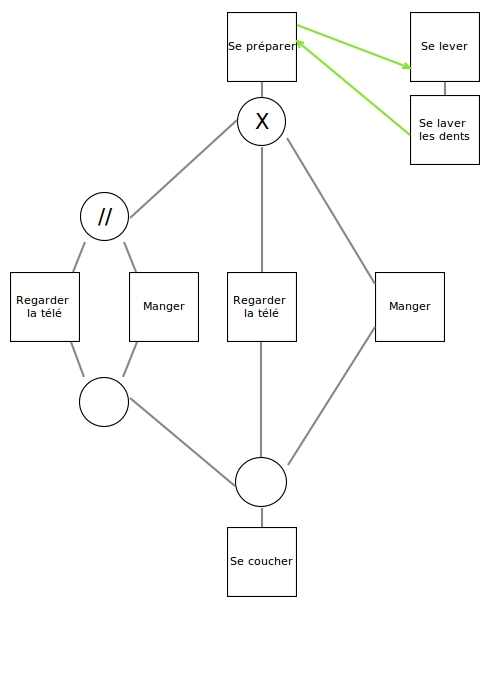 Se préparer
Se lever
Se laver
les dents
X
//
Regarder
la télé
Manger
Regarder
la télé
Manger
Se coucher